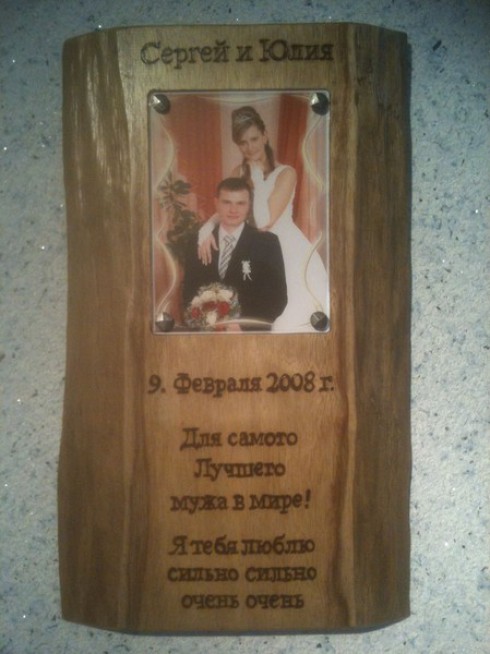 Сергей и Юлия
9. Февраля 2008 г.
Для самого
Лучшего
мужа в мире!
Я тебя люблю
сильно сильно
очень очень